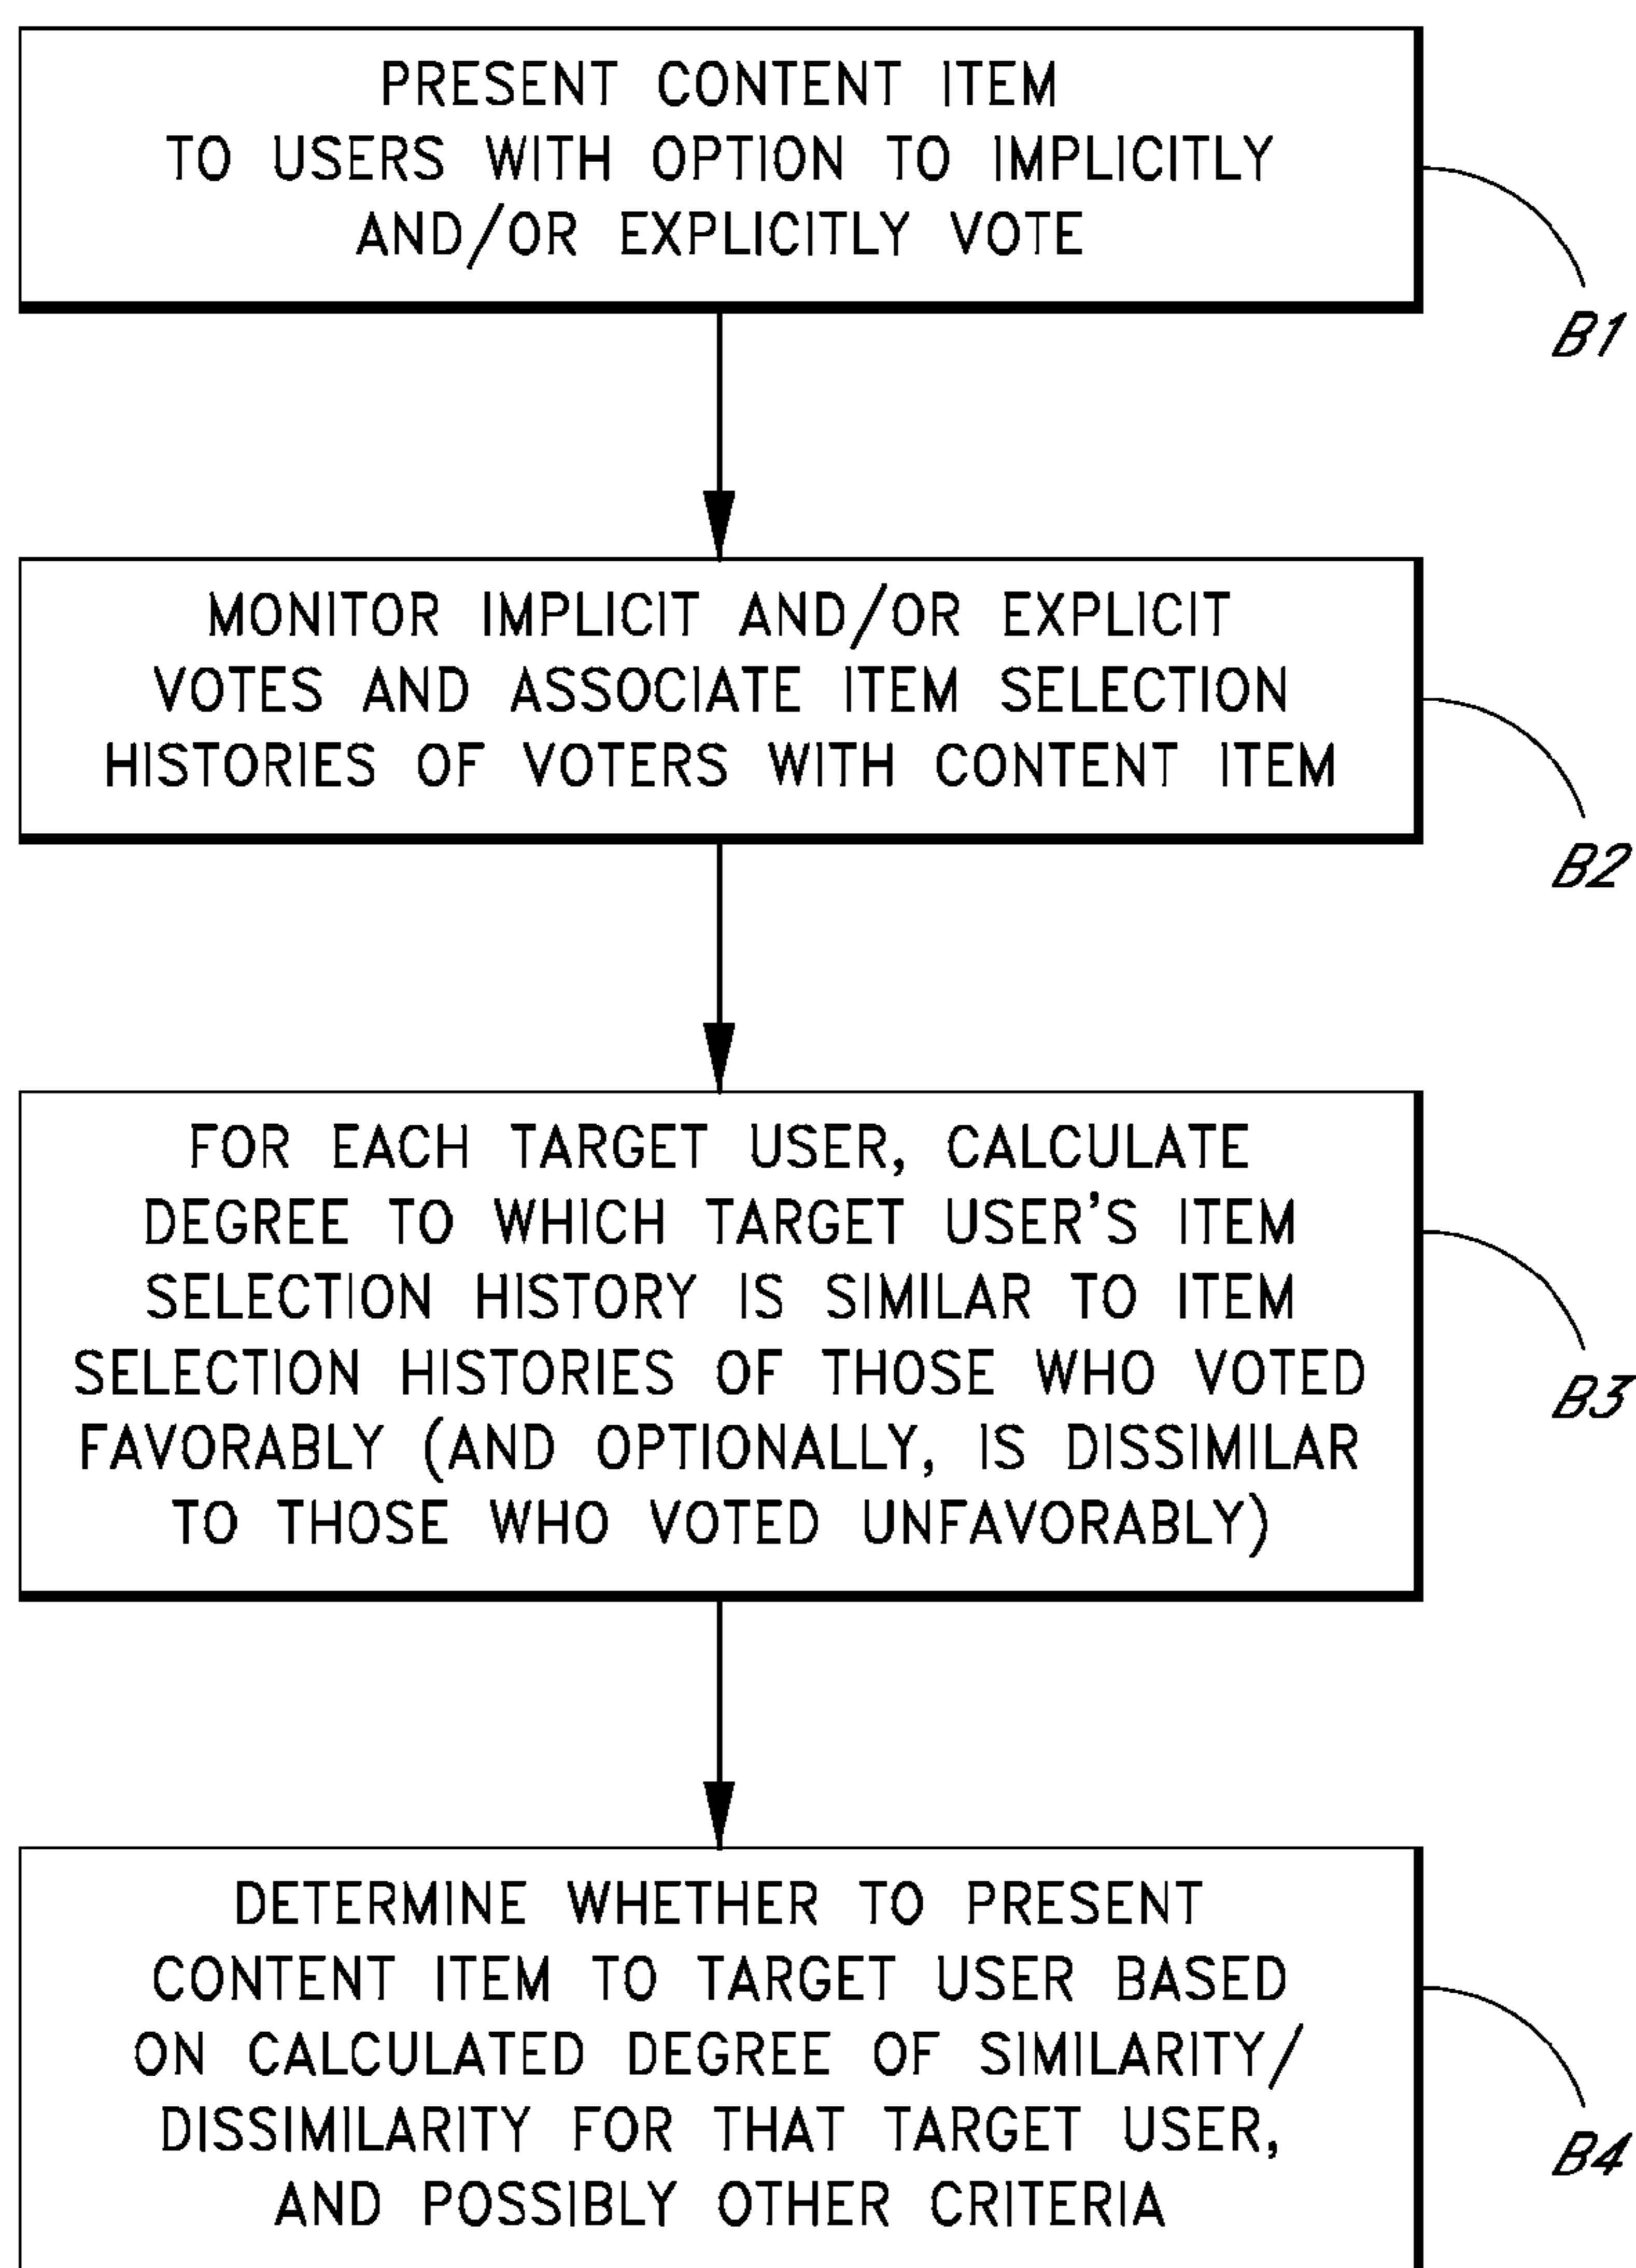 PRESENT CONTENT ITEM
TO USERS WITH OPTION TO IMPLICITLY
AND/OR EXPLICITLY VOTE
B1
MONITOR IMPLICIT AND/OR EXPLICIT
VOTES AND ASSOCIATE ITEM SELECTION
HISTORIES OF VOTERS WITH CONTENT ITEM
B2
FOR EACH TARGET USER, CALCULATE
DEGREE TO WHICH TARGET USER'S ITEM
SELECTION HISTORY IS SIMILAR TO ITEM
SELECTION HISTORIES OF THOSE WHO VOTED
FAVORABLY (AND OPTIONALLY, IS DISSIMILAR
TO THOSE WHO VOTED UNFAVORABLY)
B3
DETERMINE WHETHER TO PRESENT
CONTENT ITEM TO TARGET USER BASED
ON CALCULATED DEGREE OF SIMILARITY/
DISSIMILARITY FOR THAT TARGET USER,
AND POSSIBLY OTHER CRITERIA
B4